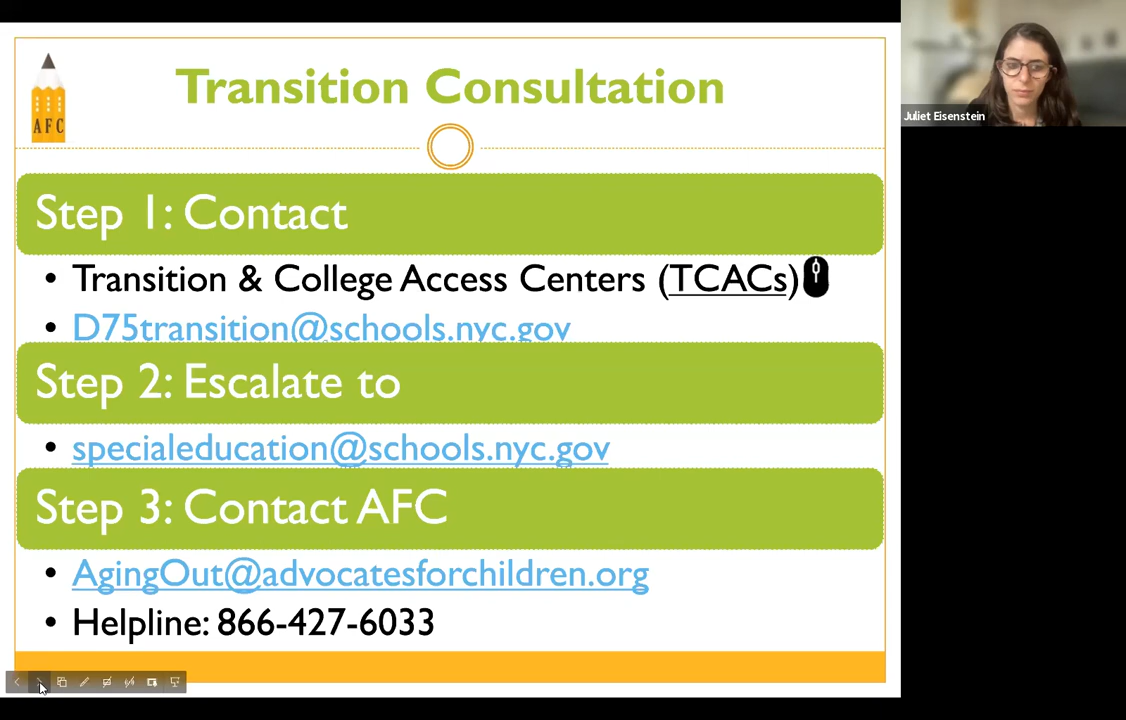 AFC
Transition Consultation
Juliet Eisenstein
Step 1: Contact
• Transition & College Access Centers (TCACs)
• D75transition@schools.nyc.gov
Step 2: Escalate to
• specialeducation@schools.nyc.gov
Step 3: Contact AFC
• AgingOut@advocatesforchildren.org
• Helpline: 866-427-6033